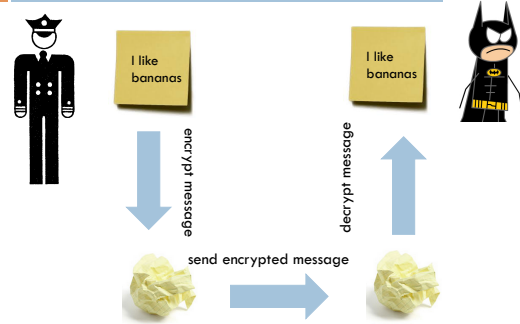 I like
bananas
I like
bananas
encrypt message
decrypt message
send encrypted message